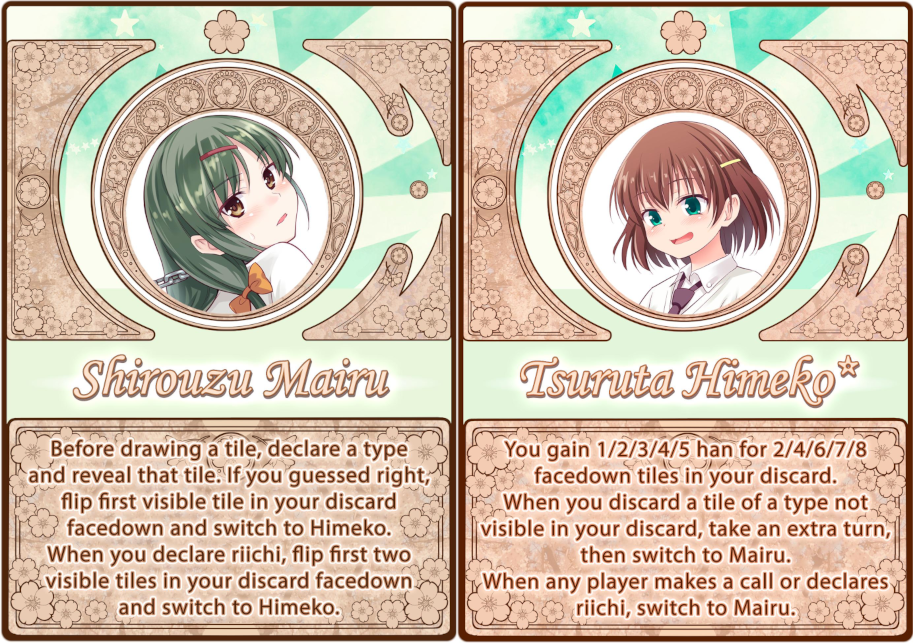 Shirouzu Mairu
Before drawing a tile, declare a type
and reveal that tile. If you guessed right,
flip first visible tile in your discard
facedown and switch to Himeko.
When you declare riichi, flip first two
visible tiles in your discard facedown
and switch to Himeko.
Tsuruta Himeko*
You gain 1/2/3/4/5 han for 2/4/6/7/8
facedown tiles in your discard.
When you discard a tile of a type not
visible in your discard, take an extra turn,
then switch to Mairu.
When any player makes a call or declares
riichi, switch to Mairu.